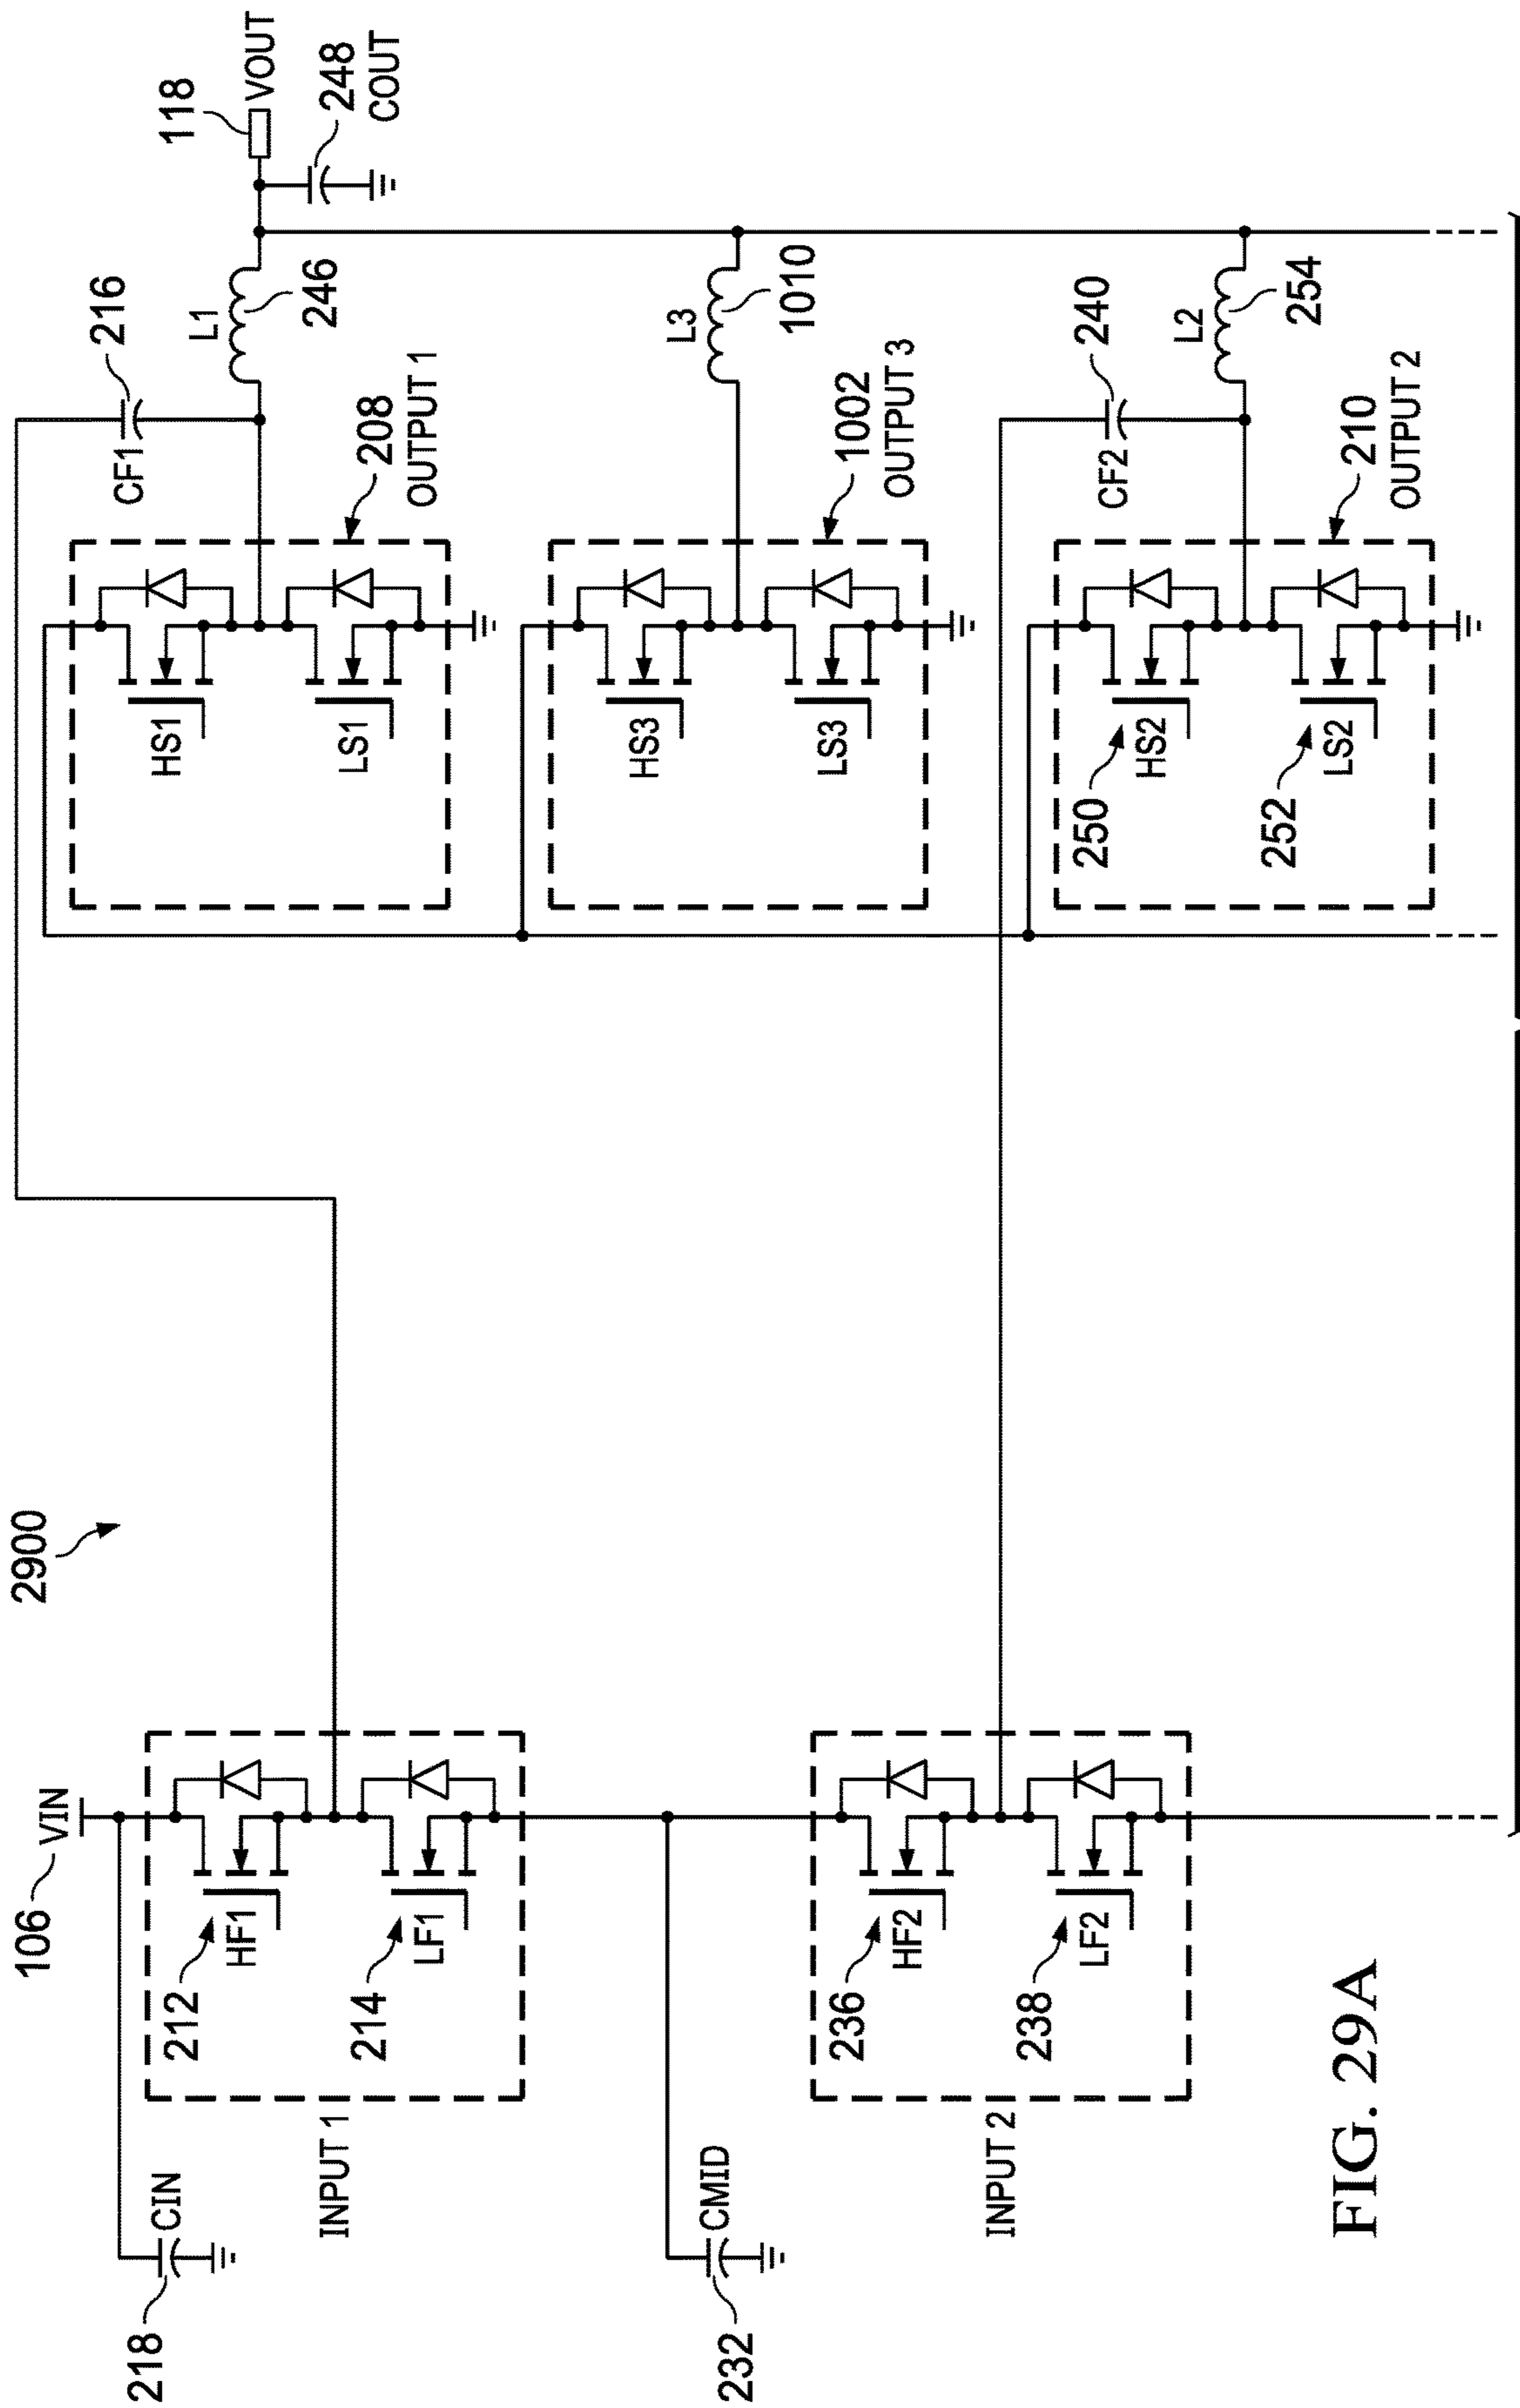 2900
106
VIN
218
CIN
212
HF1
214
LF1
INPUT 1
232
CMID
236
HF2
238
LF2
INPUT 2
216
CF1
L1
246
118
VOUT
248
COUT
208
OUTPUT 1
HS1
LS1
L3
1010
1002
OUTPUT 3
HS3
LS3
240
CF2
L2
254
210
OUTPUT 2
250
HS2
252
LS2
FIG. 29A